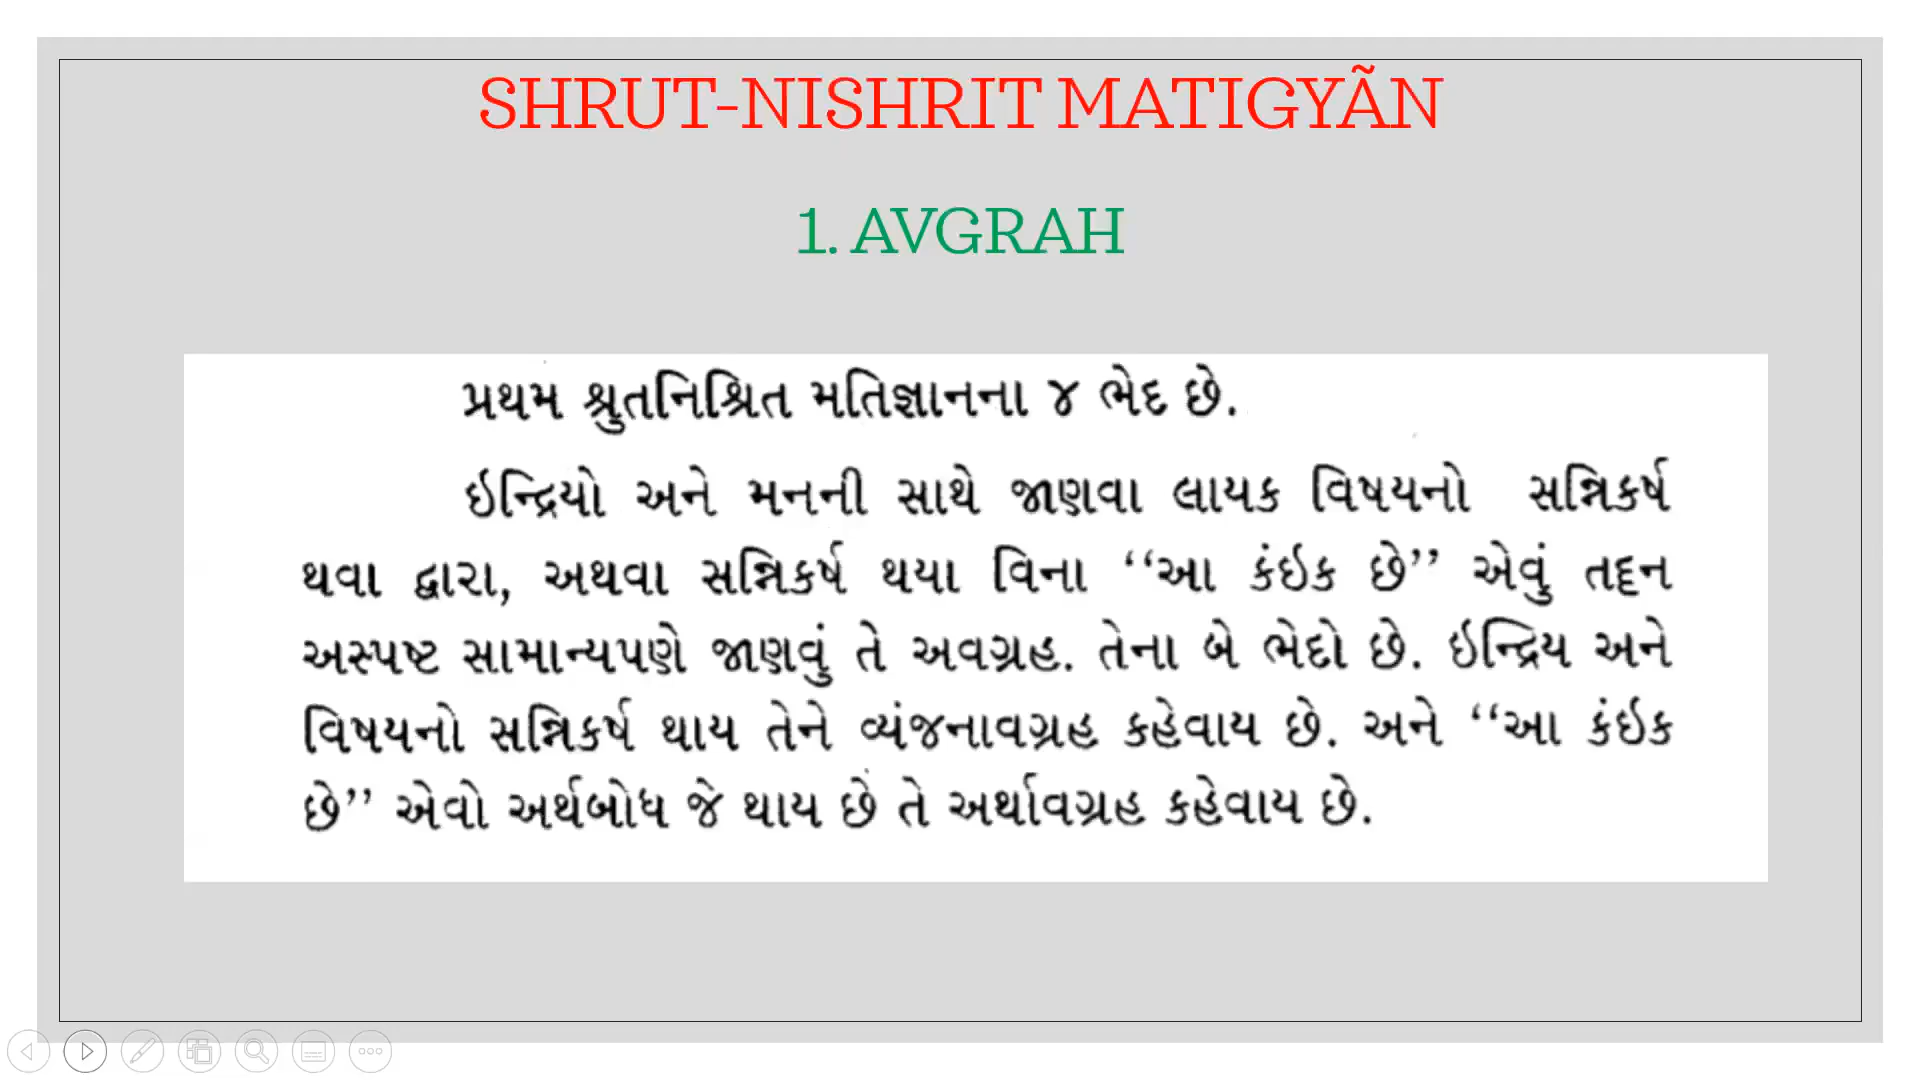 SHRUT-NISHRIT MATIGYÃN
1. AVGRAH
પ્રથમ શ્રુતનિશ્રિત મતિજ્ઞાનના ૪ ભેદ છે.
ઇન્દ્રિયો અને મનની સાથે જાણવા લાયક વિષયનો સન્નિકર્ષ
થવા દ્વારા, અથવા સન્નિકર્ષ થયા વિના ‘‘આ કંઇક છે’’ એવું તદ્દન
અસ્પષ્ટ સામાન્યપણે જાણવું તે અવગ્રહ. તેના બે ભેદો છે. ઇન્દ્રિય અને
વિષયનો સન્નિકર્ષ થાય તેને વ્યંજનાવગ્રહ કહેવાય છે. અને ‘‘આ કંઇક
છે’’ એવો અર્થબોધ જે થાય છે તે અર્થાવગ્રહ કહેવાય છે.